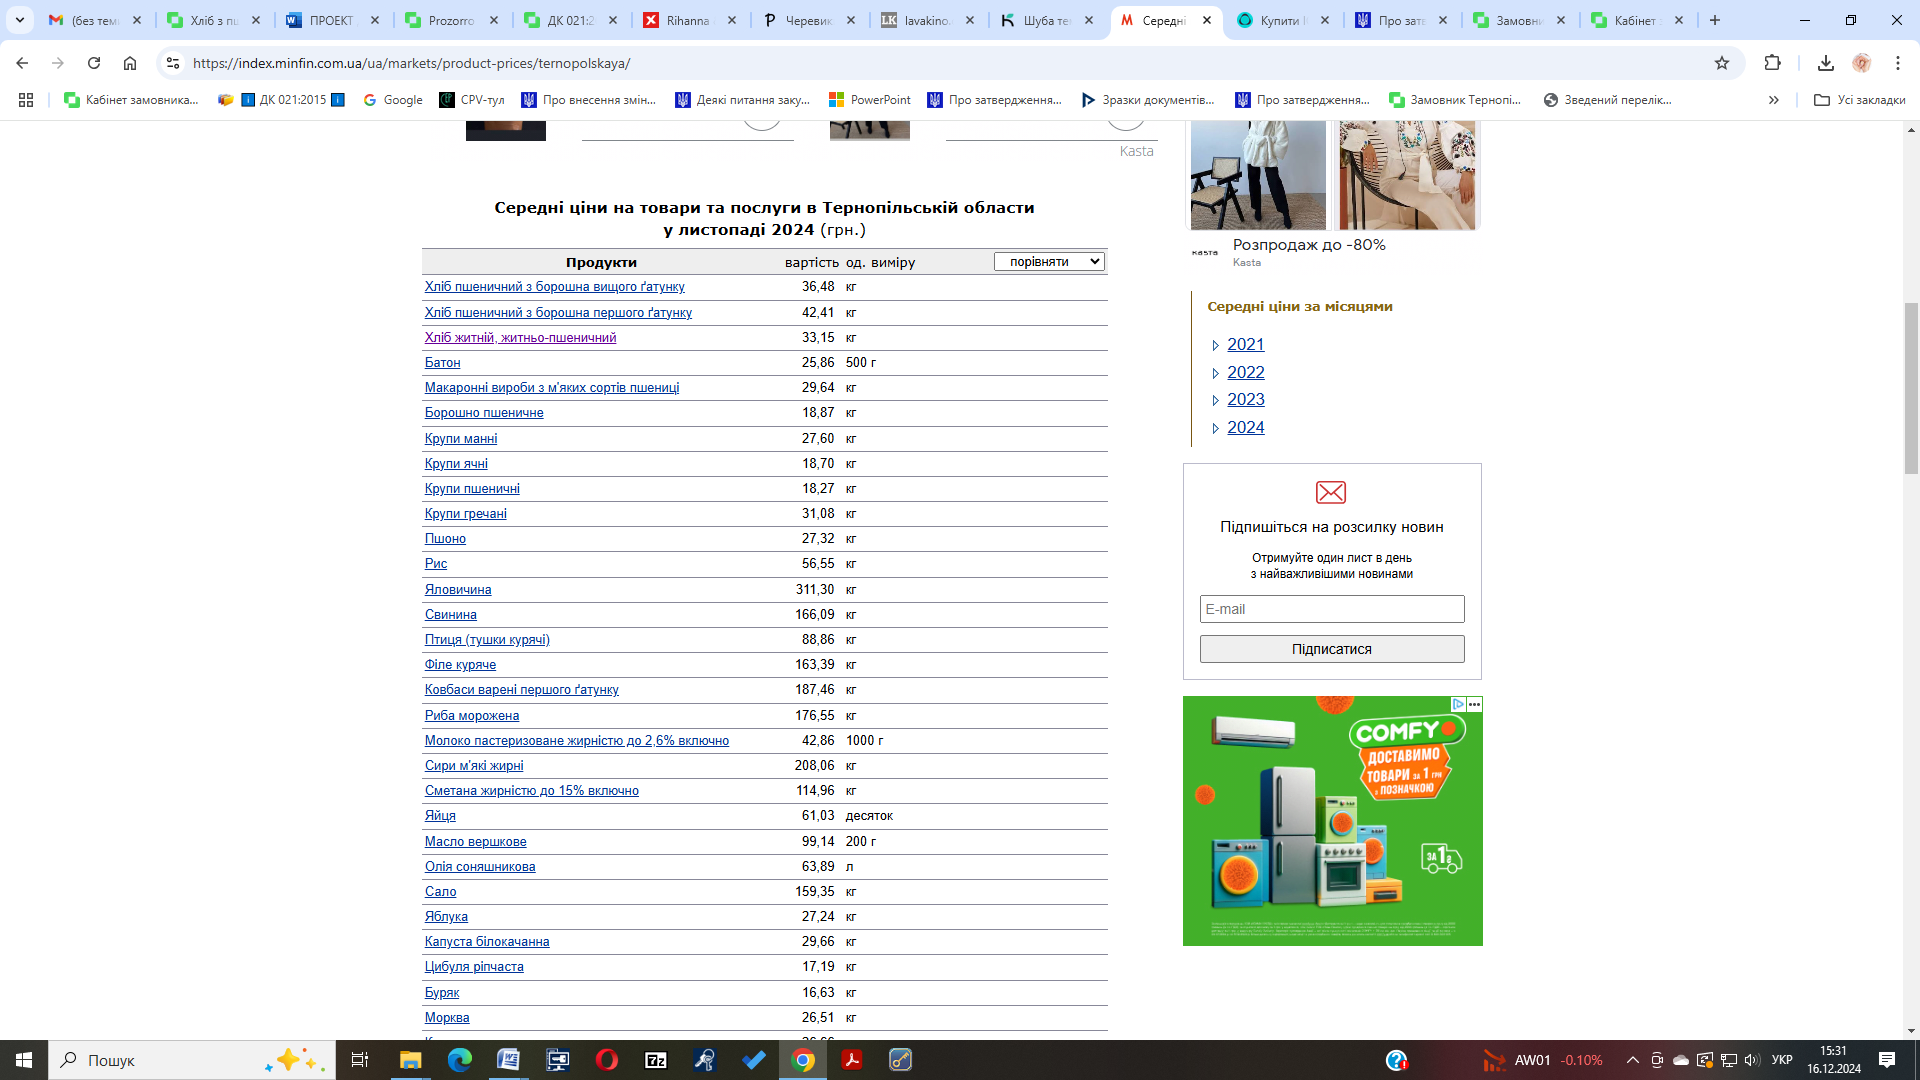 (без тем
Хліб з пш
ПРОЕКТ
Prozorro
ДК 021:2
Rihanna
Черевик
lavakino.
Шуба те
Середні
Купити
Про зат
Замовни
Кабінет
https://index.minfin.com.ua/ua/markets/product-prices/ternopolskaya/
Кабінет замовника...
ДК 021:2015
Google
CPV-тул
Про внесення змін...
Деякі питання заку...
PowerPoint
Про затвердження...
Зразки документів...
Про затвердження...
Замовник Тернопі...
Зведений перелік...
Усі закладки
Kasta
Середні ціни на товари та послуги в Тернопільській области
у листопаді 2024 (грн.)
Продукти вартість од. виміру порівняти
Хліб пшеничний з борошна вищого ґатунку 36,48 кг
Хліб пшеничний з борошна першого ґатунку 42,41 кг
Хліб житній, житньо-пшеничний 33,15 кг
Батон 25,86 500 г
Макаронні вироби з м'яких сортів пшениці 29,64 кг
Борошно пшеничне 18,87 кг
Крупи манні 27,60 кг
Крупи ячні 18,70 кг
Крупи пшеничні 18,27 кг
Крупи гречані 31,08 кг
Пшоно 27,32 кг
Рис 56,55 кг
Яловичина 311,30 кг
Свинина 166,09 кг
Птиця (тушки курячі) 88,86 кг
Філе куряче 163,39 кг
Ковбаси варені першого ґатунку 187,46 кг
Риба морожена 176,55 кг
Молоко пастеризоване жирністю до 2,6% включно 42,86 1000 г
Сири м'які жирні 208,06 кг
Сметана жирністю до 15% включно 114,96 кг
Яйця 61,03 десяток
Масло вершкове 99,14 200 г
Олія соняшникова 63,89 л
Сало 159,35 кг
Яблука 27,24 кг
Капуста білокачанна 29,66 кг
Цибуля ріпчаста 17,19 кг
Буряк 16,63 кг
Морква 26,51 кг
Розпродаж до -80%
kasta
Kasta
Середні ціни за місяцями
2021
2022
2023
2024
Підпишіться на розсилку новин
Отримуйте один лист в день
з найважливішими новинами
E-mail
Підписатися
COMFY
ДОСТАВИМО
ТОВАРИ ЗА 1 ГРН
З ПОЗНАЧКОЮ
ЗА 1₴
Пошук
AW01 -0.10%
УКР
15:31
16.12.2024